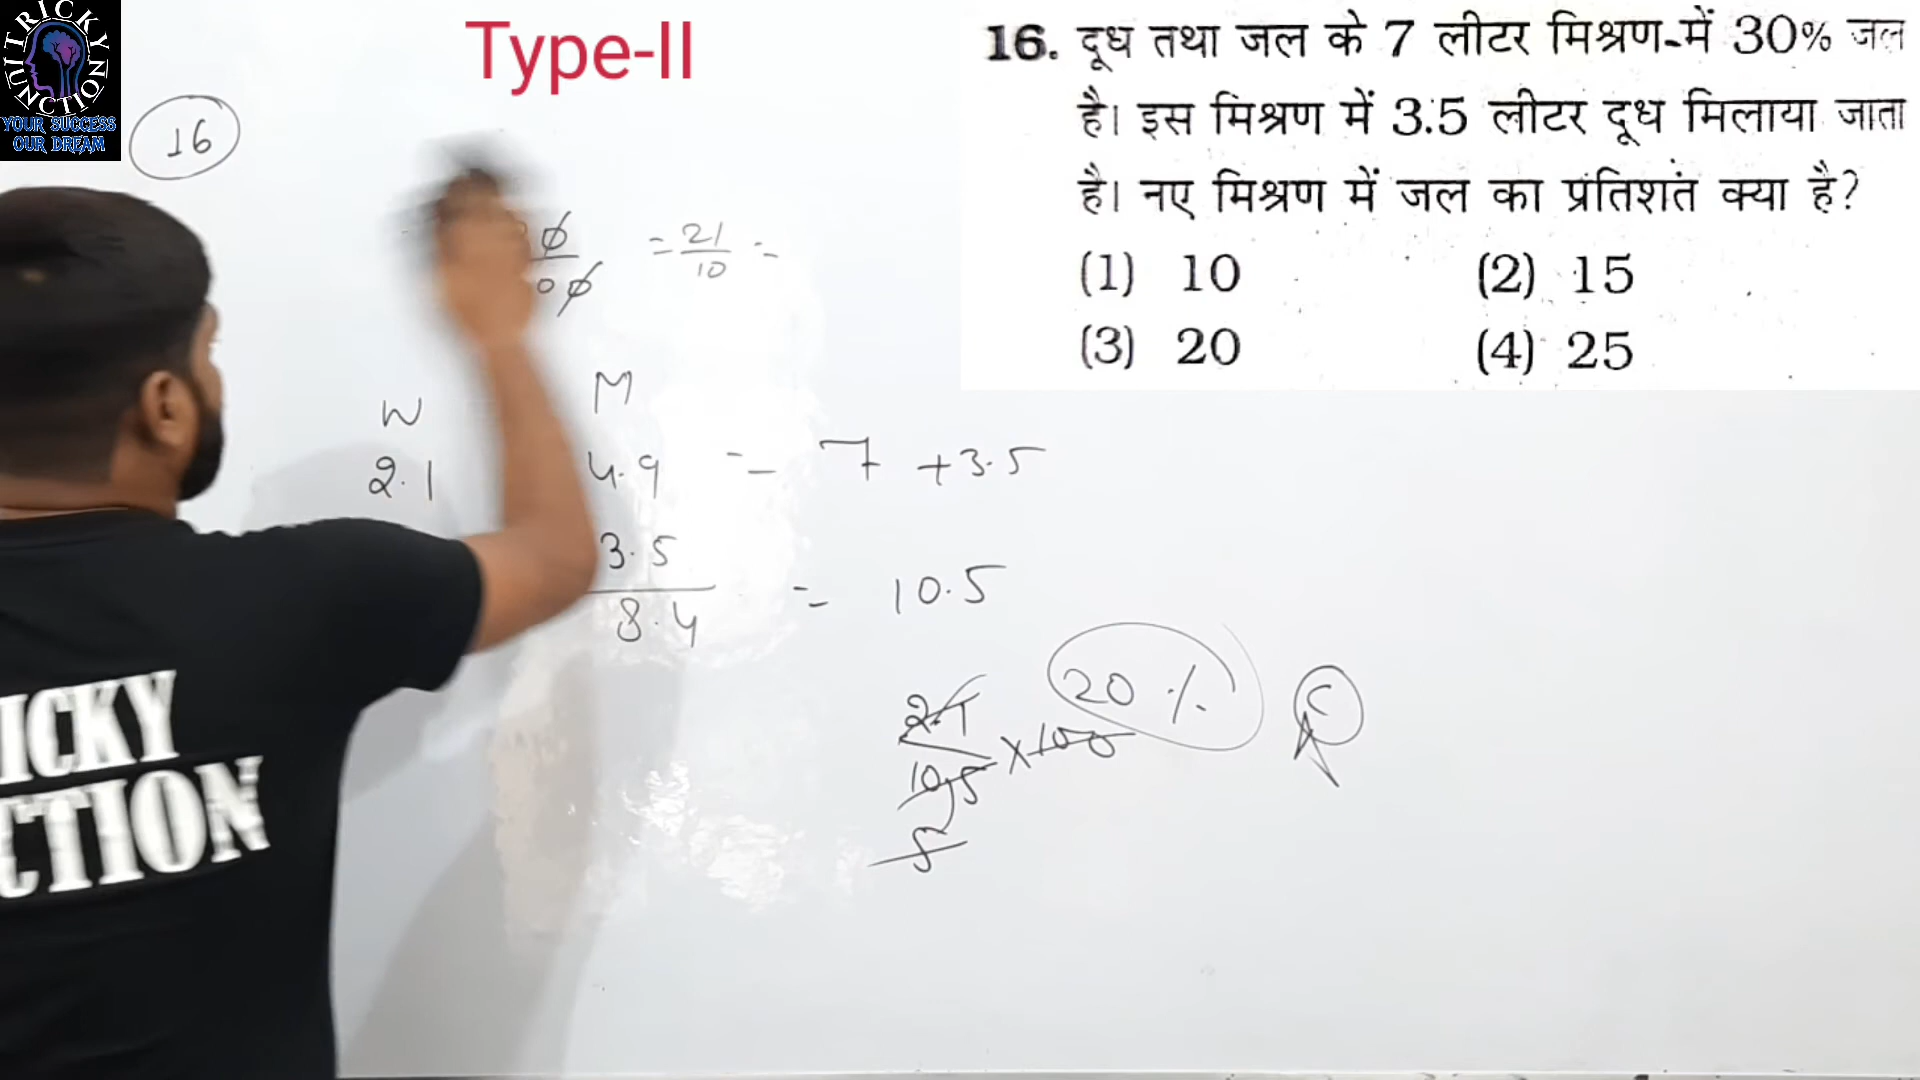 TRICKY
JUNCTION
YOUR SUCCESS
OUR DREAM
Type-II
16. दूध तथा जल के 7 लीटर मिश्रण-में 30% जल
है। इस मिश्रण में 3.5 लीटर दूध मिलाया जाता
है। नए मिश्रण में जल का प्रतिशत क्या है?
(1) 10 (2) 15
(3) 20 (4) 25
16
0 = 21 =
00 10
W M
2.1 4.9 = 7 +3.5
3.5
8.4 = 10.5
20 %
2.1
10.5 ×100
5
C
ICKY
CTION